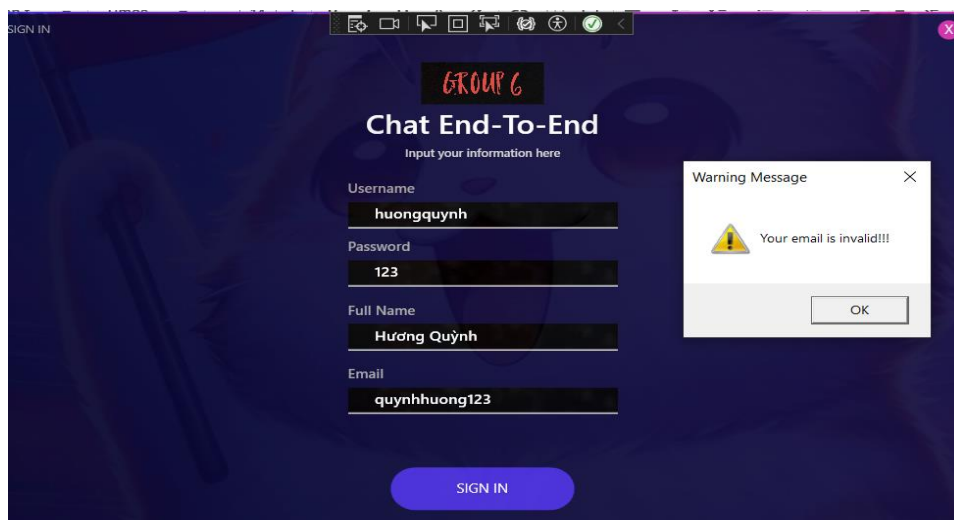 SIGN IN
X
GROUP 6
Chat End-To-End
Input your information here
Username
huongquynh
Password
123
Full Name
Hương Quỳnh
Email
quynhhuong123
SIGN IN
Warning Message
Your email is invalid!!!
OK